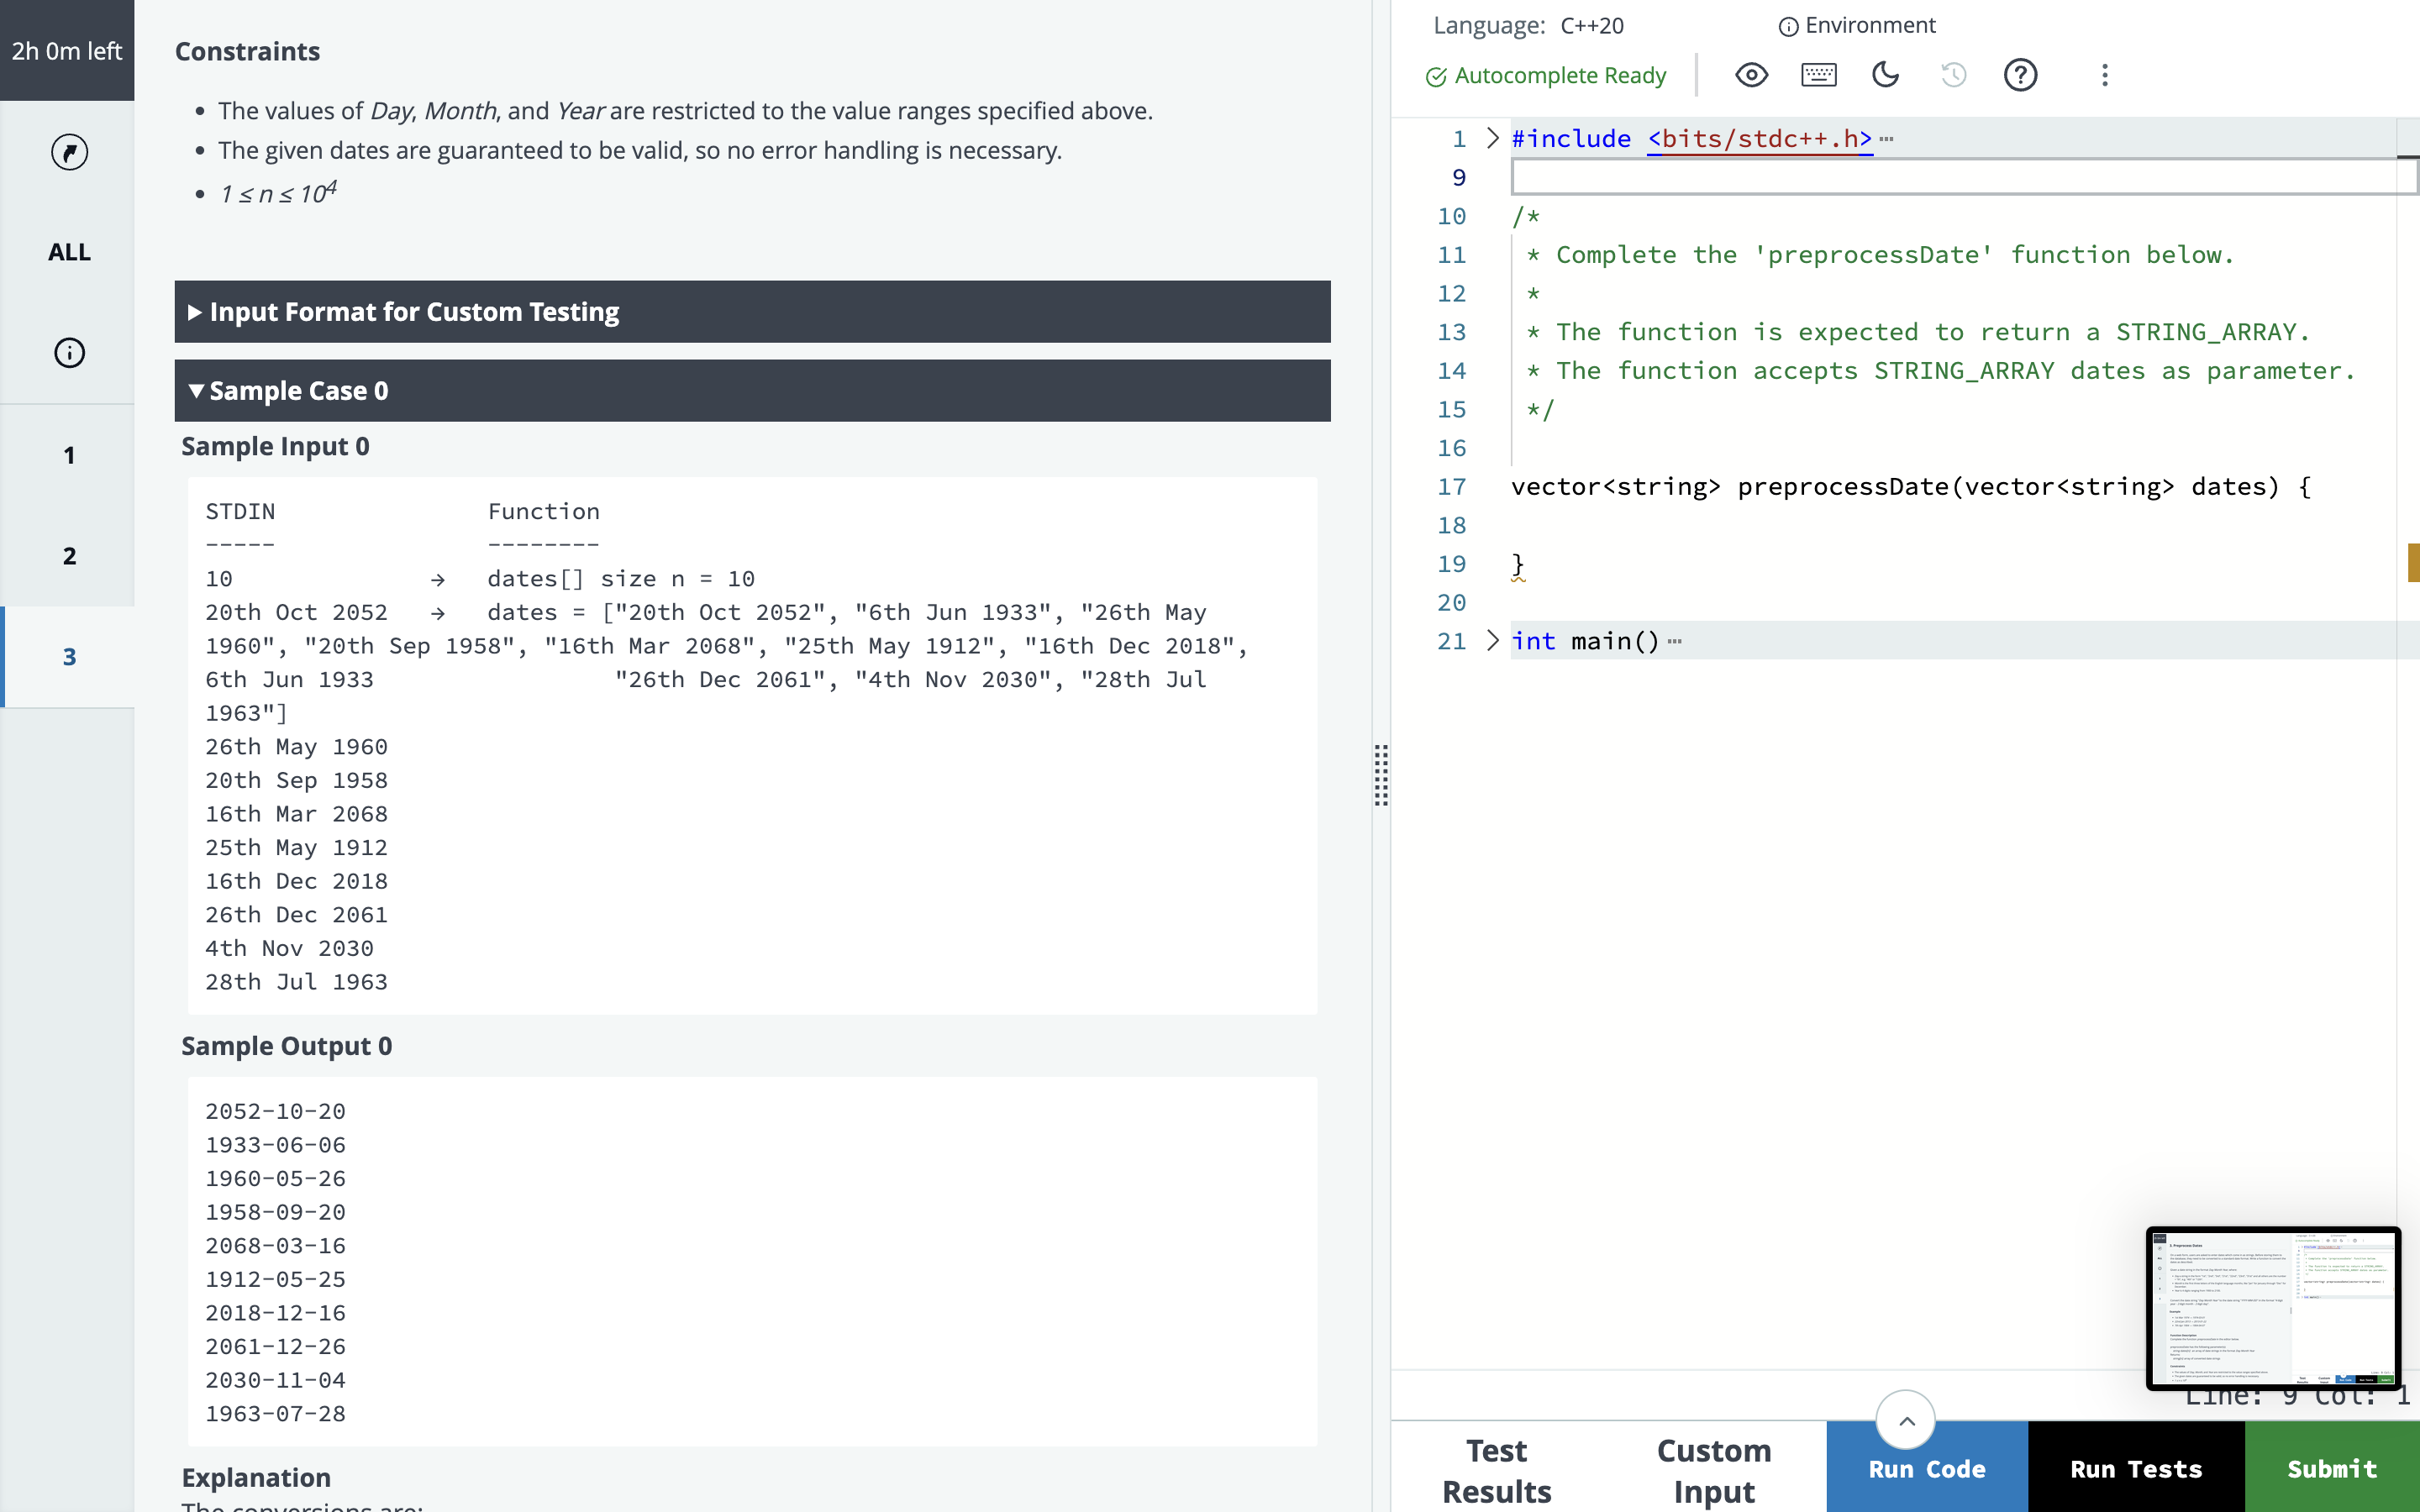 2h 0m left
ALL
1
2
3
Constraints
• The values of Day, Month, and Year are restricted to the value ranges specified above.
• The given dates are guaranteed to be valid, so no error handling is necessary.
• 1 ≤ n ≤ 10⁴
▶ Input Format for Custom Testing
▼ Sample Case 0
Sample Input 0
STDIN Function
----- --------
10 → dates[] size n = 10
20th Oct 2052 → dates = ["20th Oct 2052", "6th Jun 1933", "26th May
1960", "20th Sep 1958", "16th Mar 2068", "25th May 1912", "16th Dec 2018",
6th Jun 1933 "26th Dec 2061", "4th Nov 2030", "28th Jul
1963"]
26th May 1960
20th Sep 1958
16th Mar 2068
25th May 1912
16th Dec 2018
26th Dec 2061
4th Nov 2030
28th Jul 1963
Sample Output 0
2052-10-20
1933-06-06
1960-05-26
1958-09-20
2068-03-16
1912-05-25
2018-12-16
2061-12-26
2030-11-04
1963-07-28
Explanation
The conversions are:
Language: C++20
Environment
Autocomplete Ready
1 #include <bits/stdc++.h>
9
10 /*
11 * Complete the 'preprocessDate' function below.
12 *
13 * The function is expected to return a STRING_ARRAY.
14 * The function accepts STRING_ARRAY dates as parameter.
15 */
16
17 vector<string> preprocessDate(vector<string> dates) {
18
19 }
20
21 int main()
Line: 9 Col: 1
Test Results
Custom Input
Run Code
Run Tests
Submit